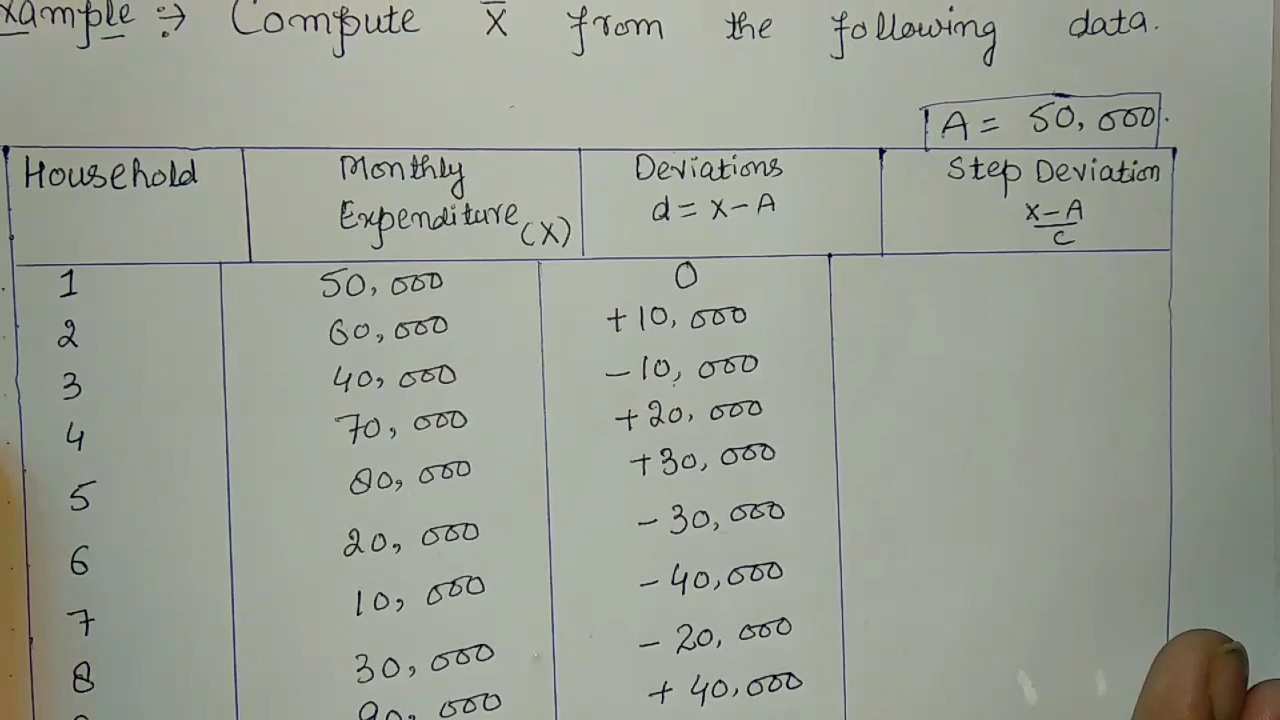 xample :→ Compute X̄ from the following data.
A = 50,000.
Household Monthly Expenditure (X) Deviations d = X-A Step Deviation X-A/C
1 50,000 0
2 60,000 +10,000
3 40,000 -10,000
4 70,000 +20,000
5 80,000 +30,000
6 20,000 -30,000
7 10,000 -40,000
8 30,000 -20,000
90,000 +40,000